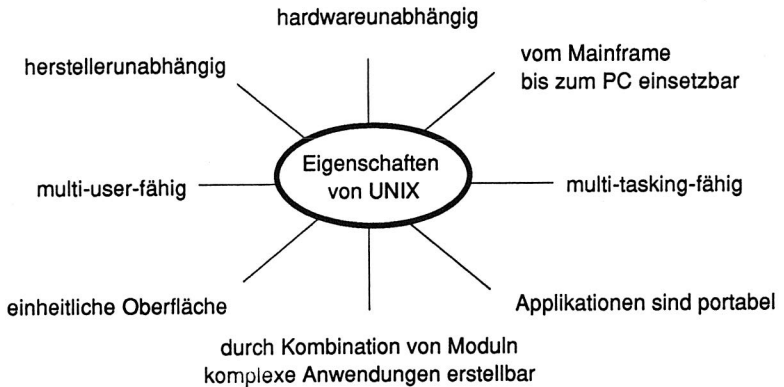 hardwareunabhängig
herstellerunabhängig
vom Mainframe
bis zum PC einsetzbar
Eigenschaften
von UNIX
multi-user-fähig
multi-tasking-fähig
einheitliche Oberfläche
Applikationen sind portabel
durch Kombination von Moduln
komplexe Anwendungen erstellbar